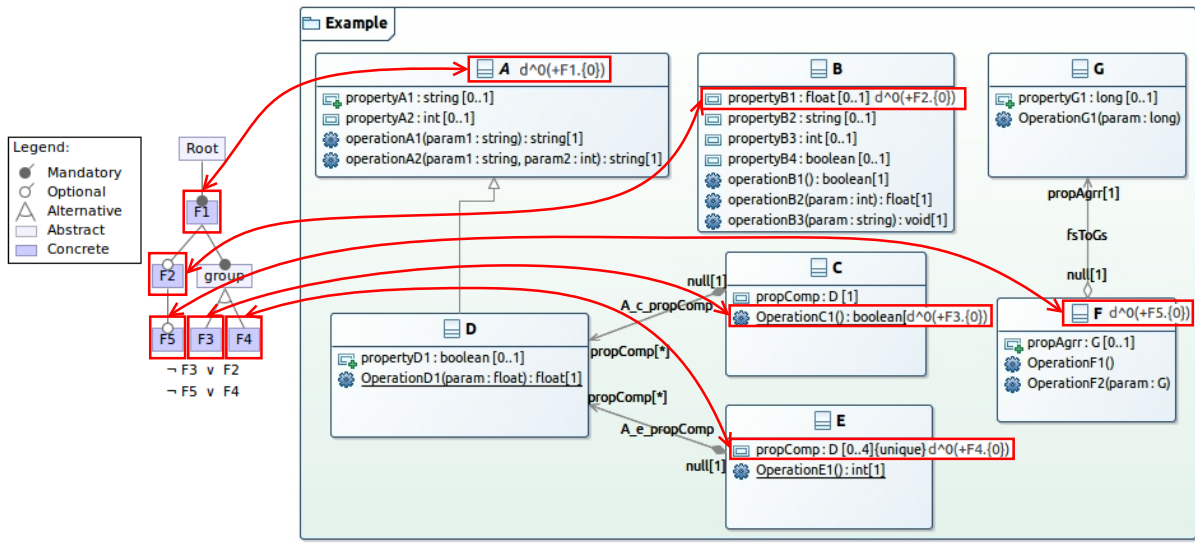 Legend:
Mandatory
Optional
Alternative
Abstract
Concrete
Root
F1
F2
group
F5
F3
F4
¬ F3 ∨ F2
¬ F5 ∨ F4
Example
A d^0(+F1.{0})
propertyA1 : string [0..1]
propertyA2 : int [0..1]
operationA1(param1 : string) : string[1]
operationA2(param1 : string, param2 : int) : string[1]
B
propertyB1 : float [0..1] d^0(+F2.{0})
propertyB2 : string [0..1]
propertyB3 : int [0..1]
propertyB4 : boolean [0..1]
operationB1() : boolean[1]
operationB2(param : int) : float[1]
operationB3(param : string) : void[1]
G
propertyG1 : long [0..1]
OperationG1(param : long)
propAgrr[1]
fsToGs
null[1]
F d^0(+F5.{0})
propAgrr : G [0..1]
OperationF1()
OperationF2(param : G)
C
propComp : D [1]
OperationC1() : boolean[d^0(+F3.{0})
null[1]
A_c_propComp
propComp[*]
D
propertyD1 : boolean [0..1]
OperationD1(param : float) : float[1]
propComp[*]
A_e_propComp
null[1]
E
propComp : D [0..4]{unique} d^0(+F4.{0})
OperationE1() : int[1]